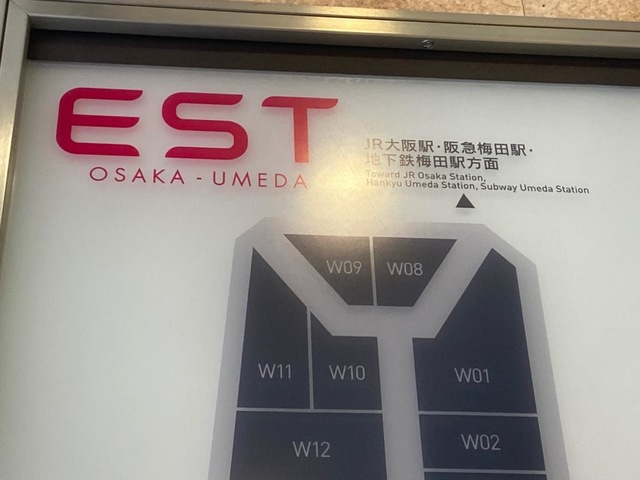 EST
OSAKA - UMEDA
JR大阪駅・阪急梅田駅・
地下鉄梅田駅方面
Toward JR Osaka Station,
Hankyu Umeda Station, Subway Umeda Station
W09 W08
W11 W10 W01
W12 W02